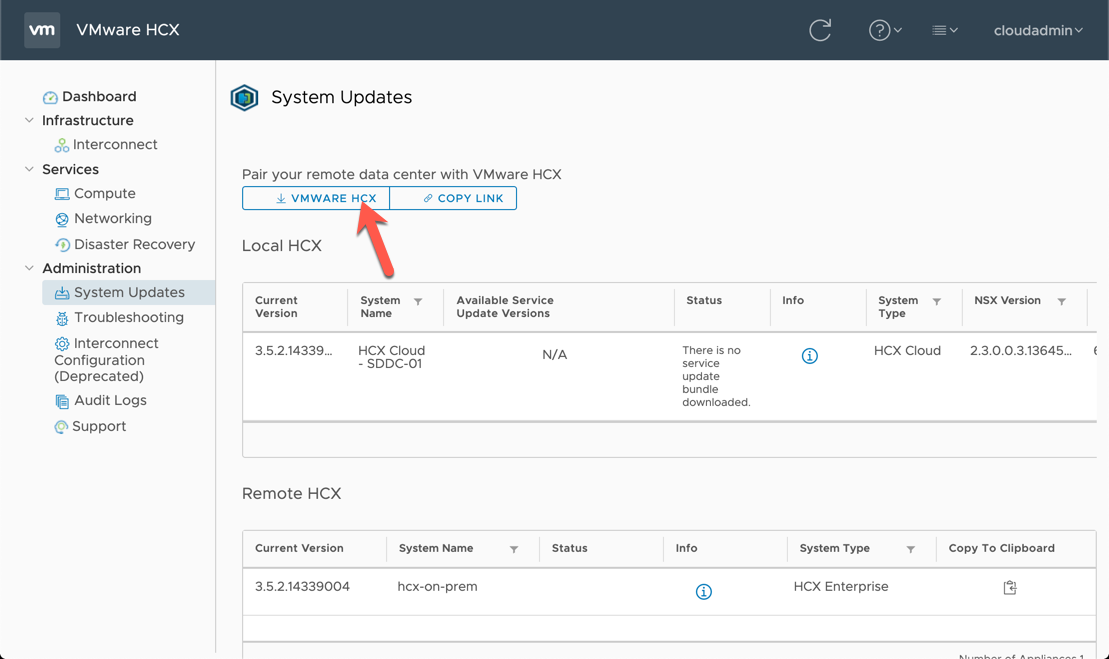 vm VMware HCX cloudadmin
Dashboard
Infrastructure
Interconnect
Services
Compute
Networking
Disaster Recovery
Administration
System Updates
Troubleshooting
Interconnect
Configuration
(Deprecated)
Audit Logs
Support
System Updates
Pair your remote data center with VMware HCX
VMWARE HCX COPY LINK
Local HCX
Current Version System Name Available Service Update Versions Status Info System Type NSX Version
3.5.2.14339... HCX Cloud - SDDC-01 N/A There is no service update bundle downloaded. HCX Cloud 2.3.0.0.3.13645...
Remote HCX
Current Version System Name Status Info System Type Copy To Clipboard
3.5.2.14339004 hcx-on-prem HCX Enterprise
Number of Appliances 1